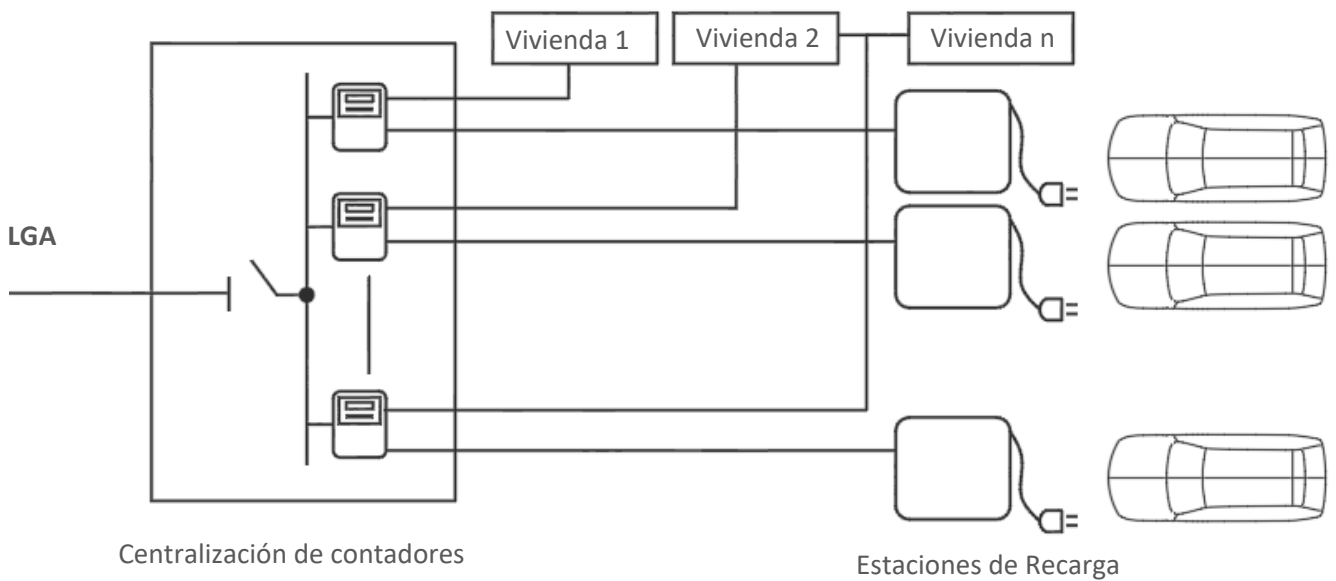 Vivienda 1
Vivienda 2
Vivienda n
LGA
Centralización de contadores
Estaciones de Recarga